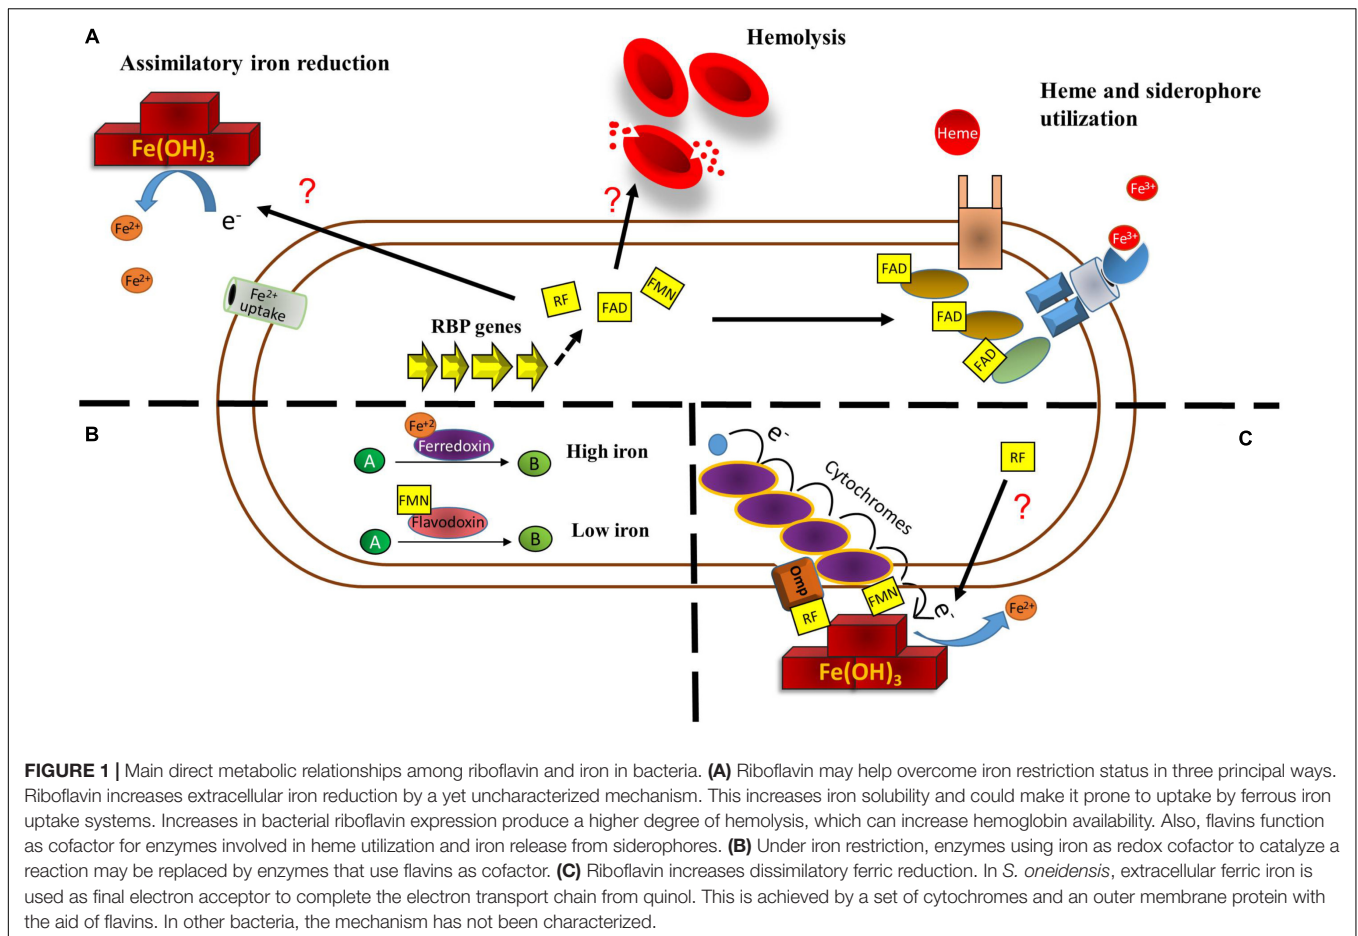 A
Assimilatory iron reduction
Fe(OH)3
?
e-
Fe2+
Fe2+
Fe2+
uptake
Hemolysis
?
Heme and siderophore
utilization
Heme
Fe3+
Fe3+
RF
FAD
FMN
RBP genes
FAD
FAD
FAD
B
Fe+2
Ferredoxin
A
B
High iron
FMN
Flavodoxin
A
B
Low iron
C
e-
Cytochromes
RF
?
Omp
RF
FMN
e-
Fe2+
Fe(OH)3
FIGURE 1 | Main direct metabolic relationships among riboflavin and iron in bacteria. (A) Riboflavin may help overcome iron restriction status in three principal ways.
Riboflavin increases extracellular iron reduction by a yet uncharacterized mechanism. This increases iron solubility and could make it prone to uptake by ferrous iron
uptake systems. Increases in bacterial riboflavin expression produce a higher degree of hemolysis, which can increase hemoglobin availability. Also, flavins function
as cofactor for enzymes involved in heme utilization and iron release from siderophores. (B) Under iron restriction, enzymes using iron as redox cofactor to catalyze a
reaction may be replaced by enzymes that use flavins as cofactor. (C) Riboflavin increases dissimilatory ferric reduction. In S. oneidensis, extracellular ferric iron is
used as final electron acceptor to complete the electron transport chain from quinol. This is achieved by a set of cytochromes and an outer membrane protein with
the aid of flavins. In other bacteria, the mechanism has not been characterized.